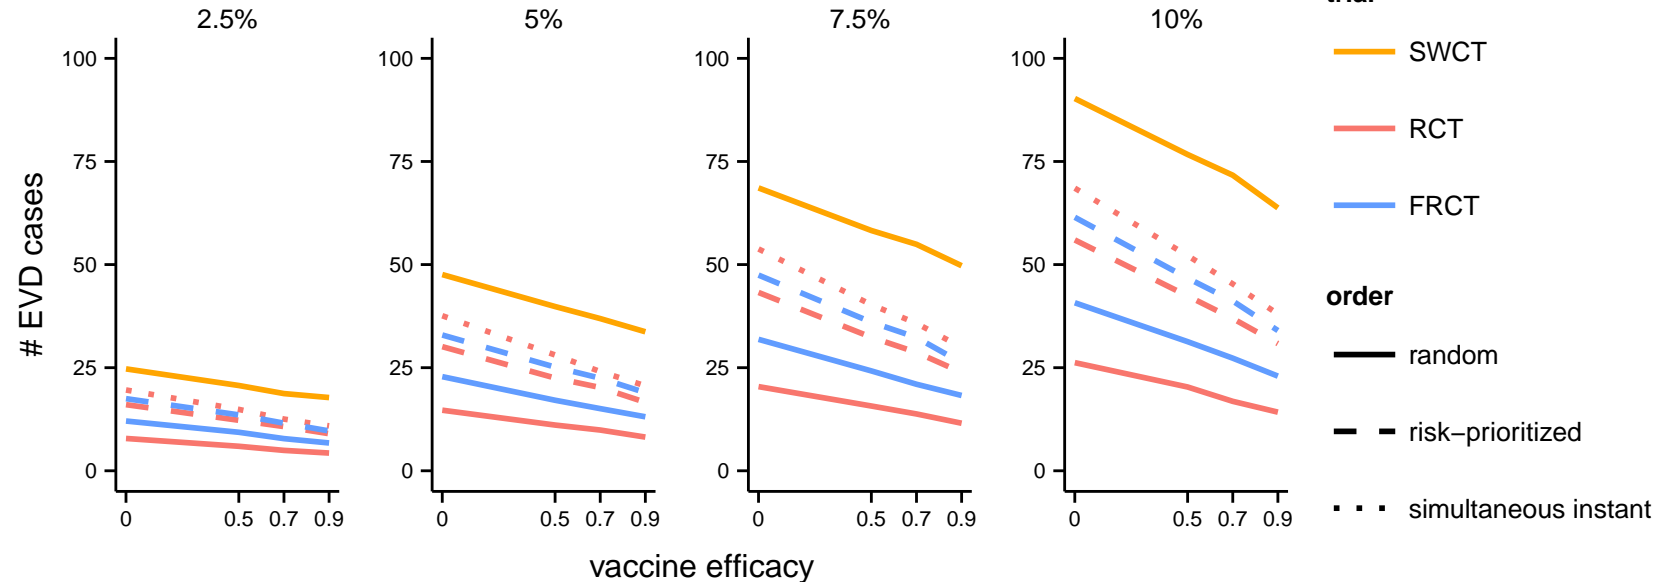 2.5%
5%
7.5%
10%
100
75
50
25
0
100
75
50
25
0
100
75
50
25
0
100
75
50
25
0
0 0.5 0.7 0.9
0 0.5 0.7 0.9
0 0.5 0.7 0.9
0 0.5 0.7 0.9
# EVD cases
vaccine efficacy
trial
SWCT
RCT
FRCT
order
random
risk−prioritized
simultaneous instant